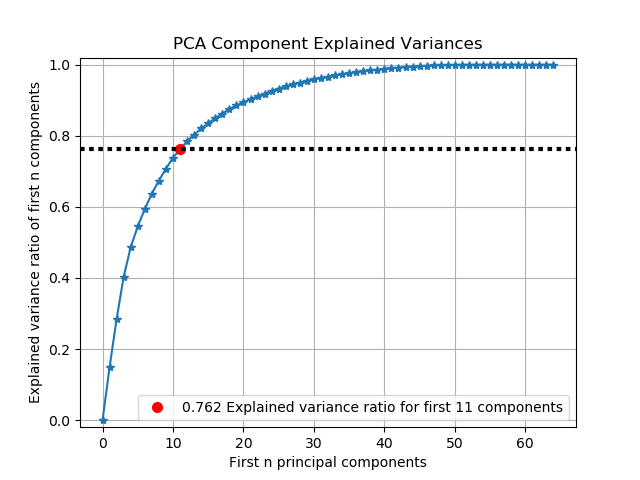 PCA Component Explained Variances
Explained variance ratio of first n components
1.0
0.8
0.6
0.4
0.2
0.0
0.762 Explained variance ratio for first 11 components
0 10 20 30 40 50 60
First n principal components